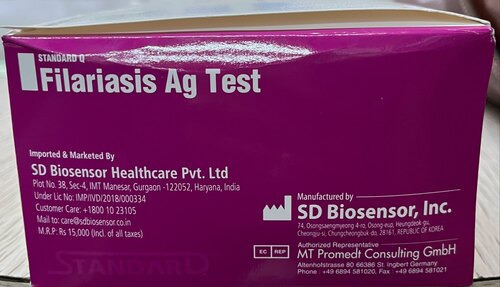 STANDARD Q
Filariasis Ag Test
Imported & Marketed By
SD Biosensor Healthcare Pvt. Ltd
Plot No. 38, Sec-4, IMT Manesar, Gurgaon -122052, Haryana, India
Under Lic No: IMP/IVD/2018/000334
Customer Care: +1800 10 23105
Mail to: care@sdbiosensor.co.in
M.R.P: Rs 15,000 (Incl. of all taxes)
Manufactured by
SD Biosensor, Inc.
74, Osongsaengmyeong 4-ro, Osong-eup, Heungdeok-gu,
Cheongju-si, Chungcheongbuk-do, 28161, REPUBLIC OF KOREA
EC REP
Authorized Representative
MT Promedt Consulting GmbH
Altenhofstrasse 80 66386 St. Ingbert Germany
Phone : +49 6894 581020, Fax : +49 6894 581021
STANDARD Q